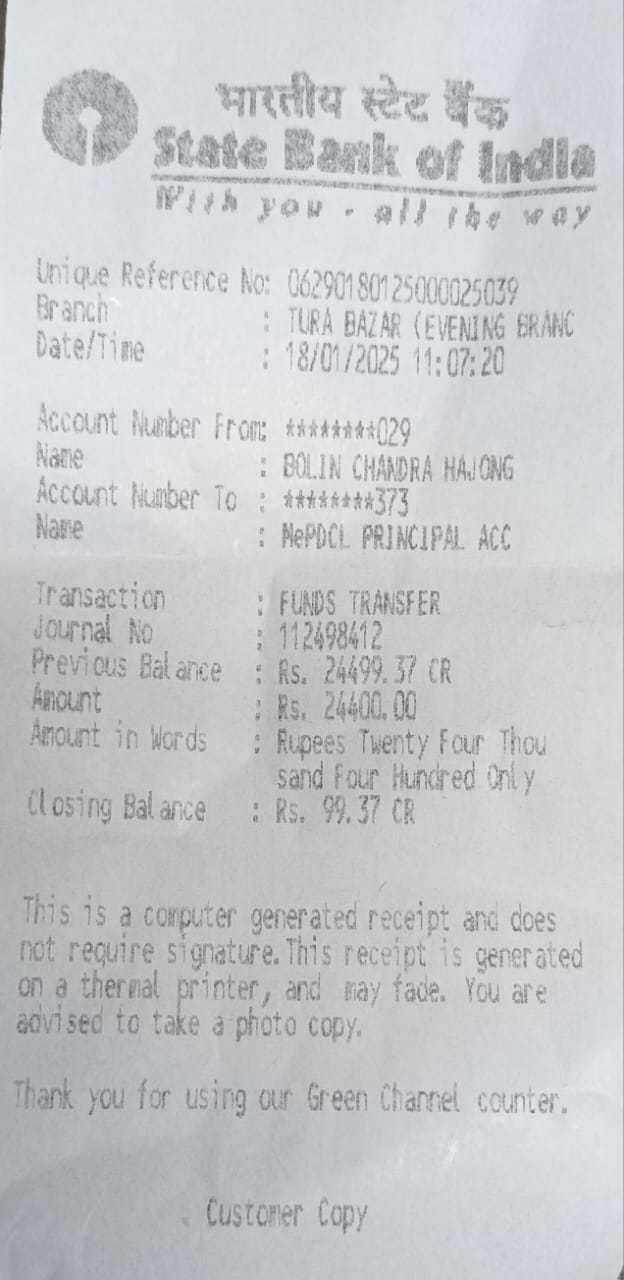 भारतीय स्टेट बैंक
State Bank of India
With you - all the way
Unique Reference No: 06290180125000025039
Branch : TURA BAZAR (EVENING BRANC
Date/Time : 18/01/2025 11:07:20
Account Number From: ********029
Name : BOLIN CHANDRA HAJONG
Account Number To : ********373
Name : MePDCL PRINCIPAL ACC
Transaction : FUNDS TRANSFER
Journal No : 112498412
Previous Balance : Rs. 24499.37 CR
Amount : Rs. 24400.00
Amount in Words : Rupees Twenty Four Thou
sand Four Hundred Only
Closing Balance : Rs. 99.37 CR
This is a computer generated receipt and does
not require signature.This receipt is generated
on a thermal printer, and may fade. You are
advised to take a photo copy.
Thank you for using our Green Channel counter.
Customer Copy